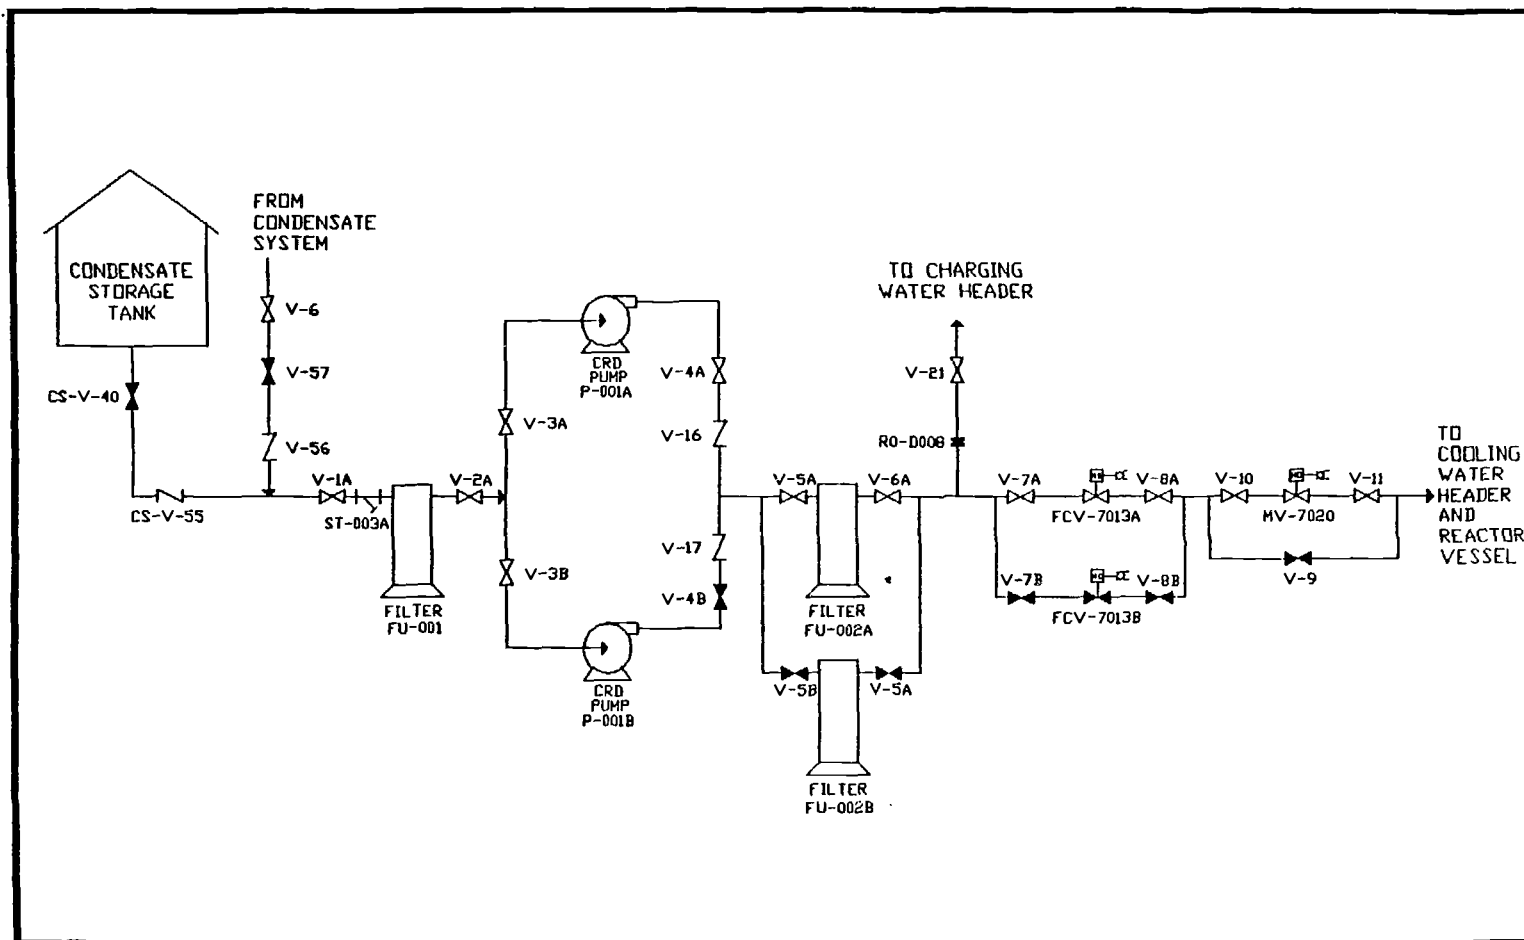 FROM
CONDENSATE
SYSTEM
CONDENSATE
STORAGE
TANK
V-6
V-57
CS-V-40
V-56
CS-V-55
V-1A
ST-D03A
FILTER
FU-001
V-2A
V-3A
V-3B
CRD
PUMP
P-001A
CRD
PUMP
P-001B
V-4A
V-16
V-17
V-4B
V-5A
V-6A
FILTER
FU-002A
V-5B
V-5A
FILTER
FU-002B
TO CHARGING
WATER HEADER
V-21
RO-D008
V-7A
FCV-7013A
V-8A
V-7B
FCV-7013B
V-8B
V-10
MV-7020
V-11
V-9
TO
COOLING
WATER
HEADER
AND
REACTOR
VESSEL